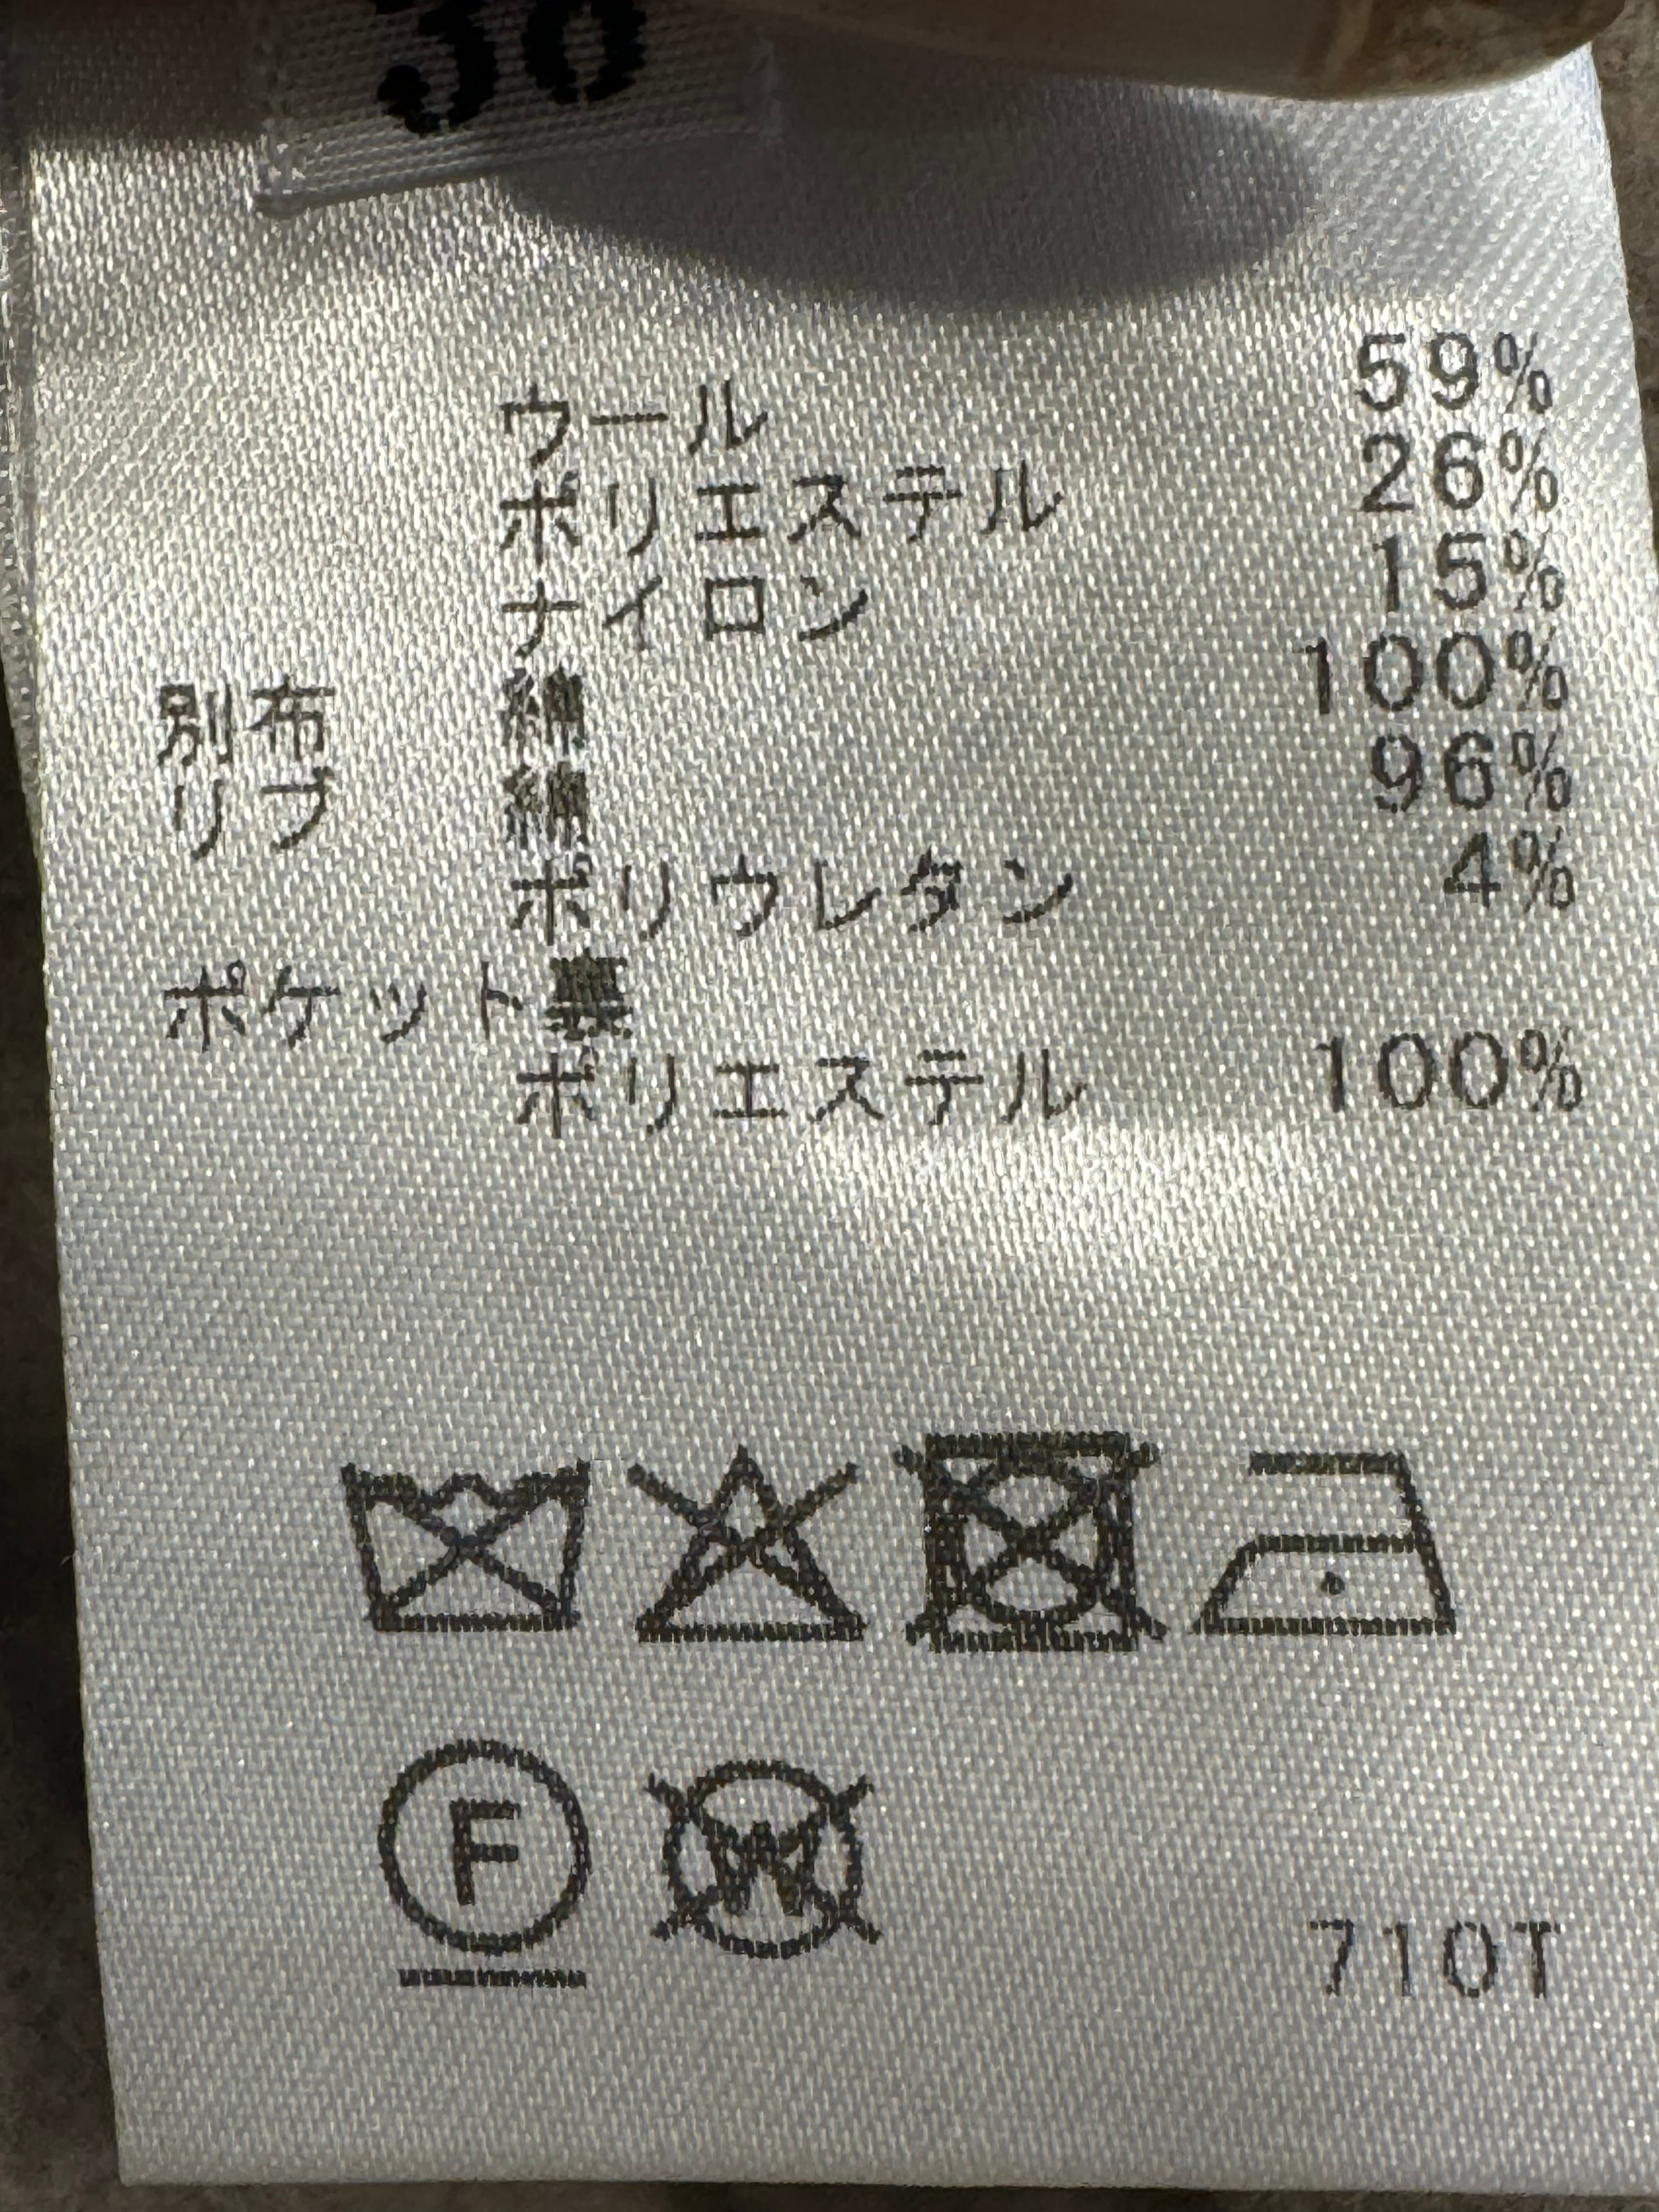 ウール 59%
ポリエステル 26%
ナイロン 15%
別布 綿 100%
リブ 綿 96%
ポリウレタン 4%
ポケット裏
ポリエステル 100%
F W
710T